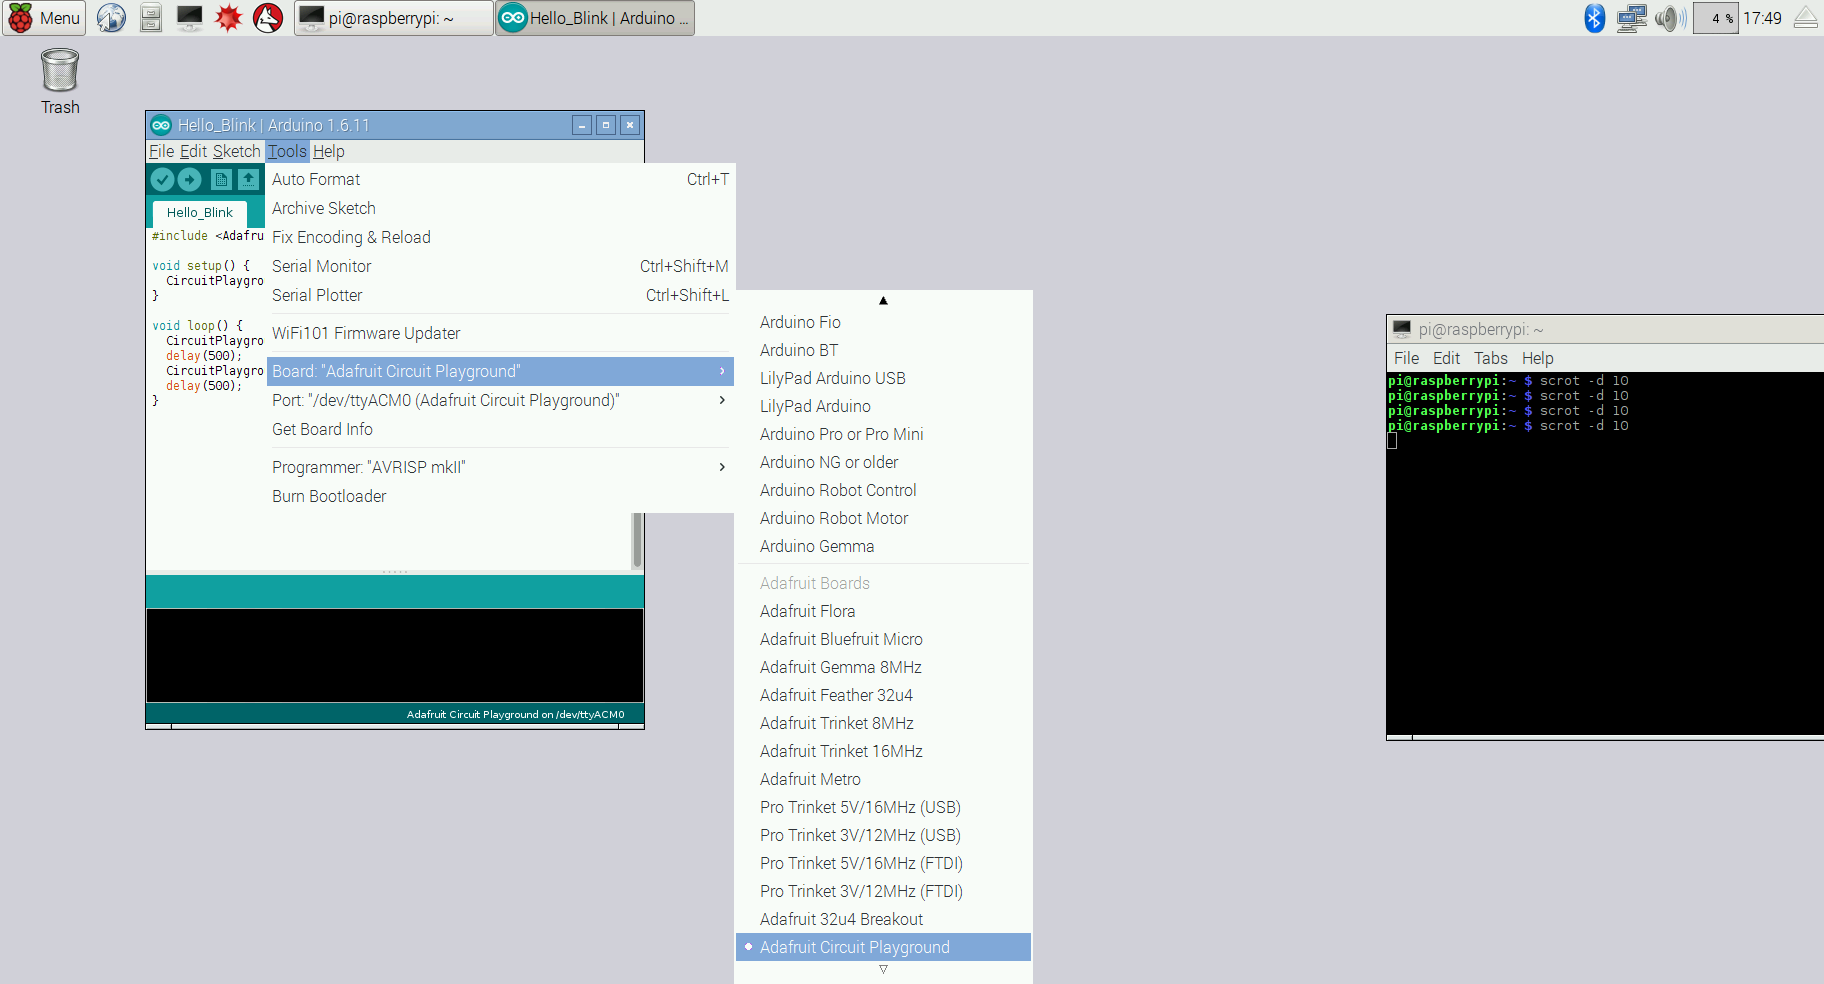 Menu
pi@raspberrypi: ~
Hello_Blink | Arduino ...
4 %
17:49
Trash
Hello_Blink | Arduino 1.6.11
File Edit Sketch Tools Help
Hello_Blink
#include <Adafru
void setup() {
CircuitPlaygro
}
void loop() {
CircuitPlaygro
delay(500);
CircuitPlaygro
delay(500);
}
Adafruit Circuit Playground on /dev/ttyACM0
Auto Format Ctrl+T
Archive Sketch
Fix Encoding & Reload
Serial Monitor Ctrl+Shift+M
Serial Plotter Ctrl+Shift+L
WiFi101 Firmware Updater
Board: "Adafruit Circuit Playground"
Port: "/dev/ttyACM0 (Adafruit Circuit Playground)"
Get Board Info
Programmer: "AVRISP mkII"
Burn Bootloader
Arduino Fio
Arduino BT
LilyPad Arduino USB
LilyPad Arduino
Arduino Pro or Pro Mini
Arduino NG or older
Arduino Robot Control
Arduino Robot Motor
Arduino Gemma
Adafruit Boards
Adafruit Flora
Adafruit Bluefruit Micro
Adafruit Gemma 8MHz
Adafruit Feather 32u4
Adafruit Trinket 8MHz
Adafruit Trinket 16MHz
Adafruit Metro
Pro Trinket 5V/16MHz (USB)
Pro Trinket 3V/12MHz (USB)
Pro Trinket 5V/16MHz (FTDI)
Pro Trinket 3V/12MHz (FTDI)
Adafruit 32u4 Breakout
Adafruit Circuit Playground
pi@raspberrypi: ~
File Edit Tabs Help
pi@raspberrypi:~ $ scrot -d 10
pi@raspberrypi:~ $ scrot -d 10
pi@raspberrypi:~ $ scrot -d 10
pi@raspberrypi:~ $ scrot -d 10